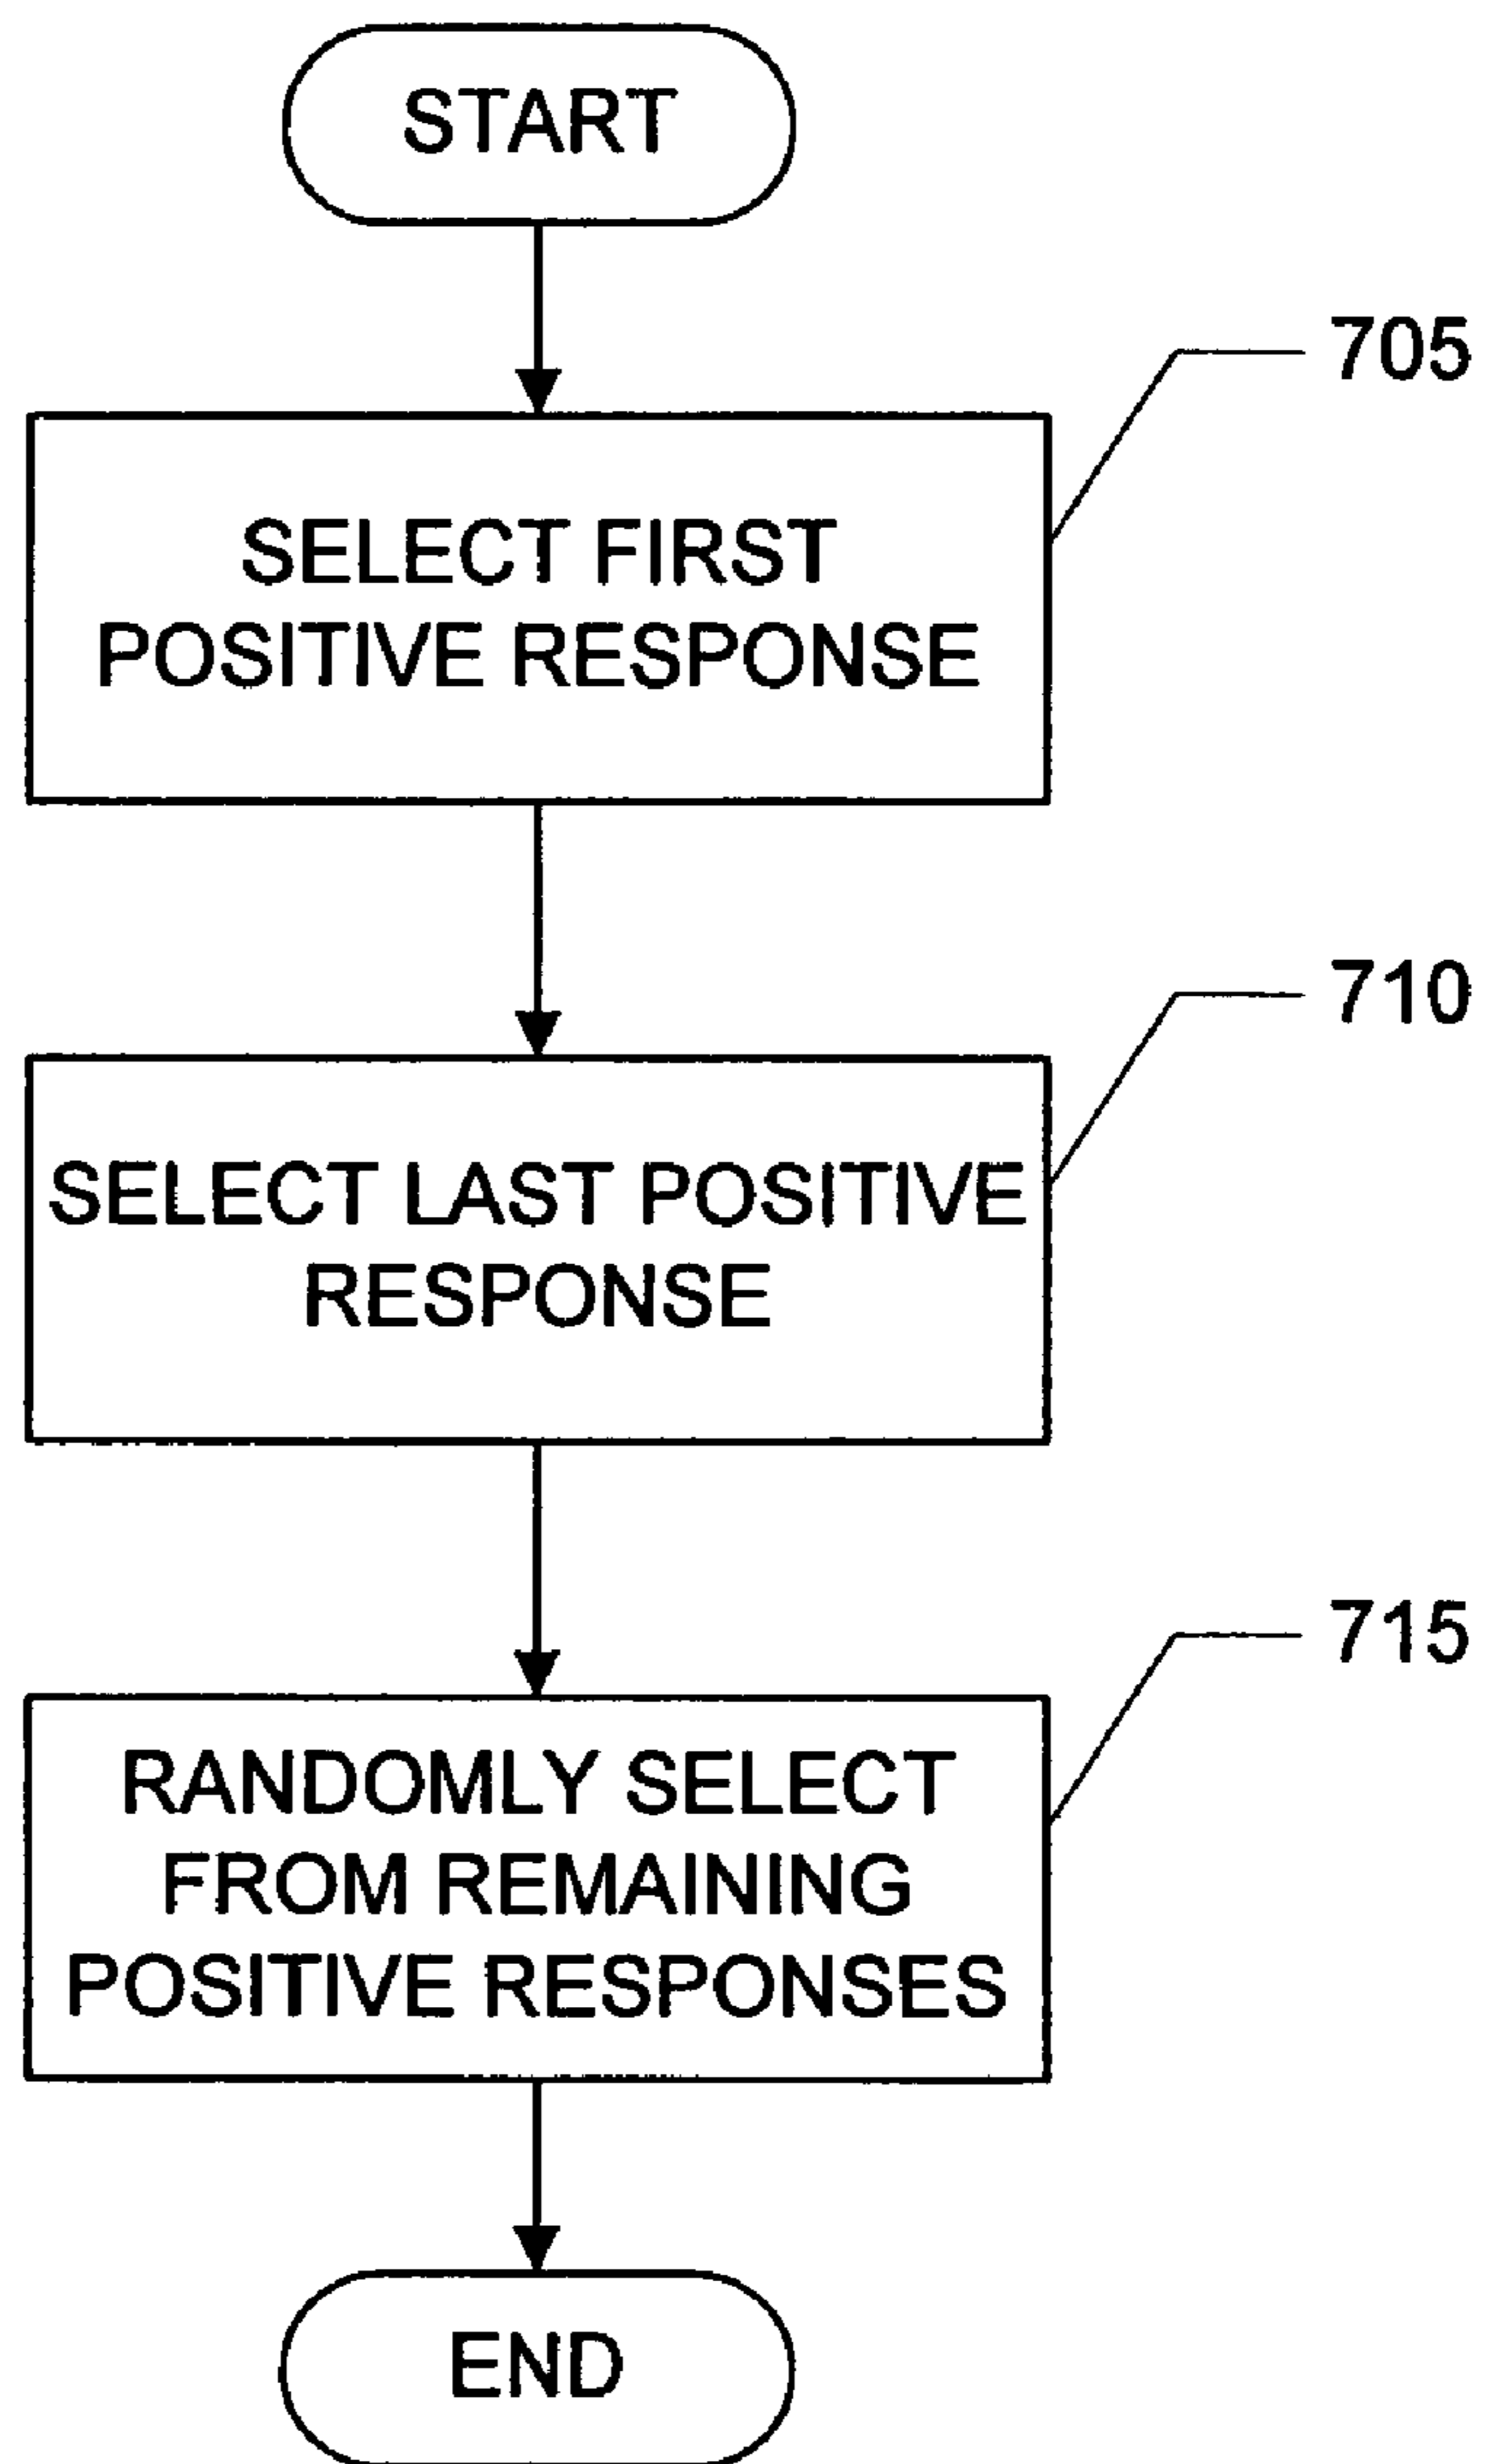 START
705
SELECT FIRST
POSITIVE RESPONSE
710
SELECT LAST POSITIVE
RESPONSE
715
RANDOMLY SELECT
FROM REMAINING
POSITIVE RESPONSES
END